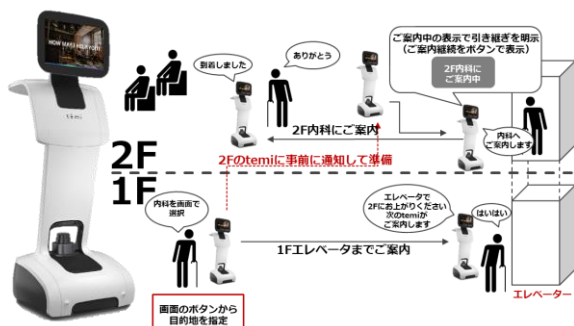 HOW MAY I HELP YOU?
temi
2F
1F
到着しました
ありがとう
ご案内中の表示で引き継ぎを明示
(ご案内継続をボタンで表示)
2F内科に
ご案内中
2F内科にご案内
内科へ
ご案内します
2Fのtemiに事前に通知して準備
内科を画面で
選択
エレベータで
2Fにお上がりください
次のtemiが
ご案内します
はいはい
1Fエレベータまでご案内
エレベーター
画面のボタンから
目的地を指定